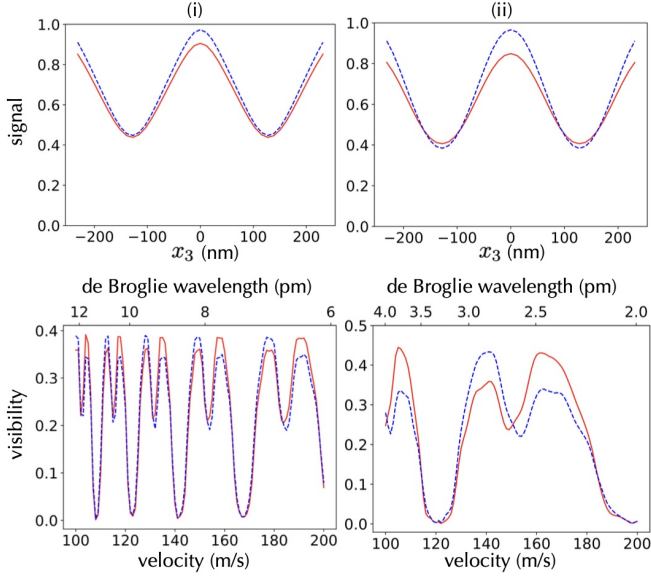 (i)
(ii)
1.0
0.8
0.6
0.4
0.2
0.0
signal
−200 −100 0 100 200
x₃ (nm)
1.0
0.8
0.6
0.4
0.2
0.0
−200 −100 0 100 200
x₃ (nm)
de Broglie wavelength (pm)
12 10 8 6
0.4
0.3
0.2
0.1
0.0
visibility
100 120 140 160 180 200
velocity (m/s)
de Broglie wavelength (pm)
4.0 3.5 3.0 2.5 2.0
0.5
0.4
0.3
0.2
0.1
0.0
100 120 140 160 180 200
velocity (m/s)